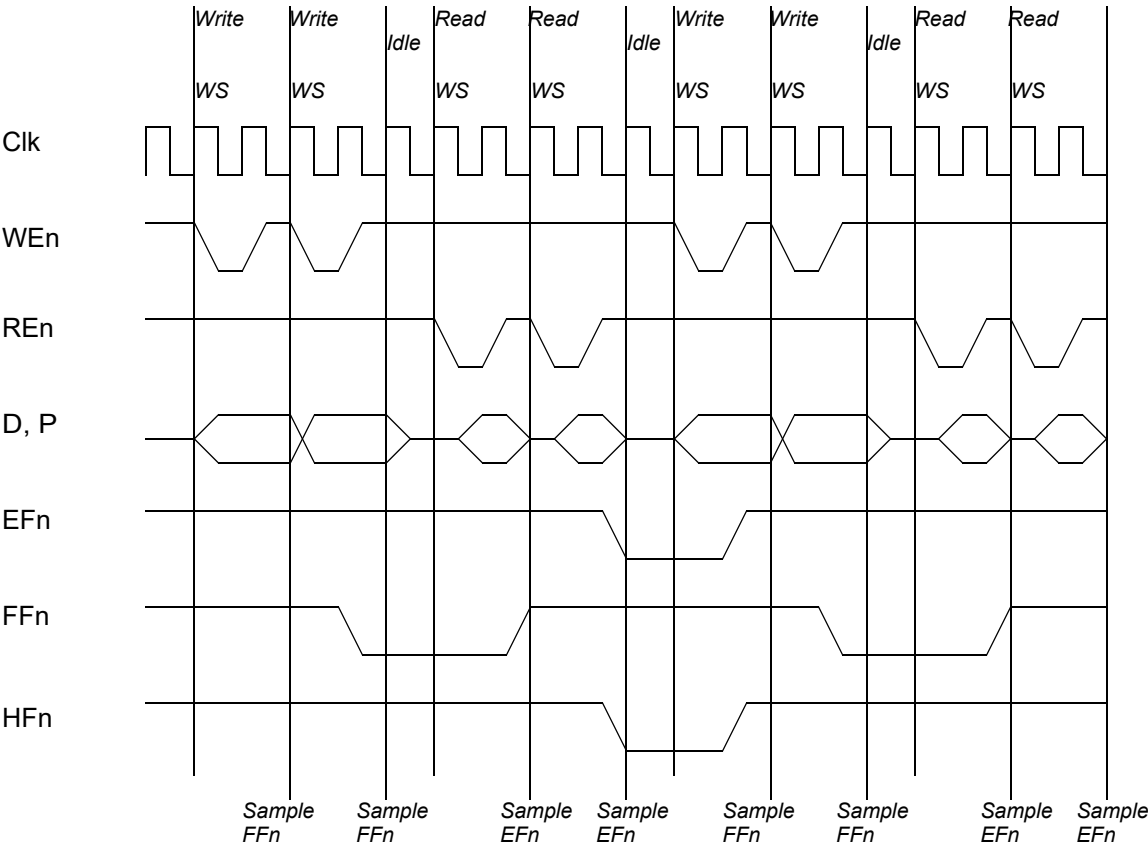 Write Write Read Read Write Write Read Read
Idle Idle Idle
WS WS WS WS WS WS WS WS
Clk
WEn
REn
D, P
EFn
FFn
HFn
Sample Sample Sample Sample Sample Sample Sample Sample
FFn FFn EFn EFn FFn FFn EFn EFn